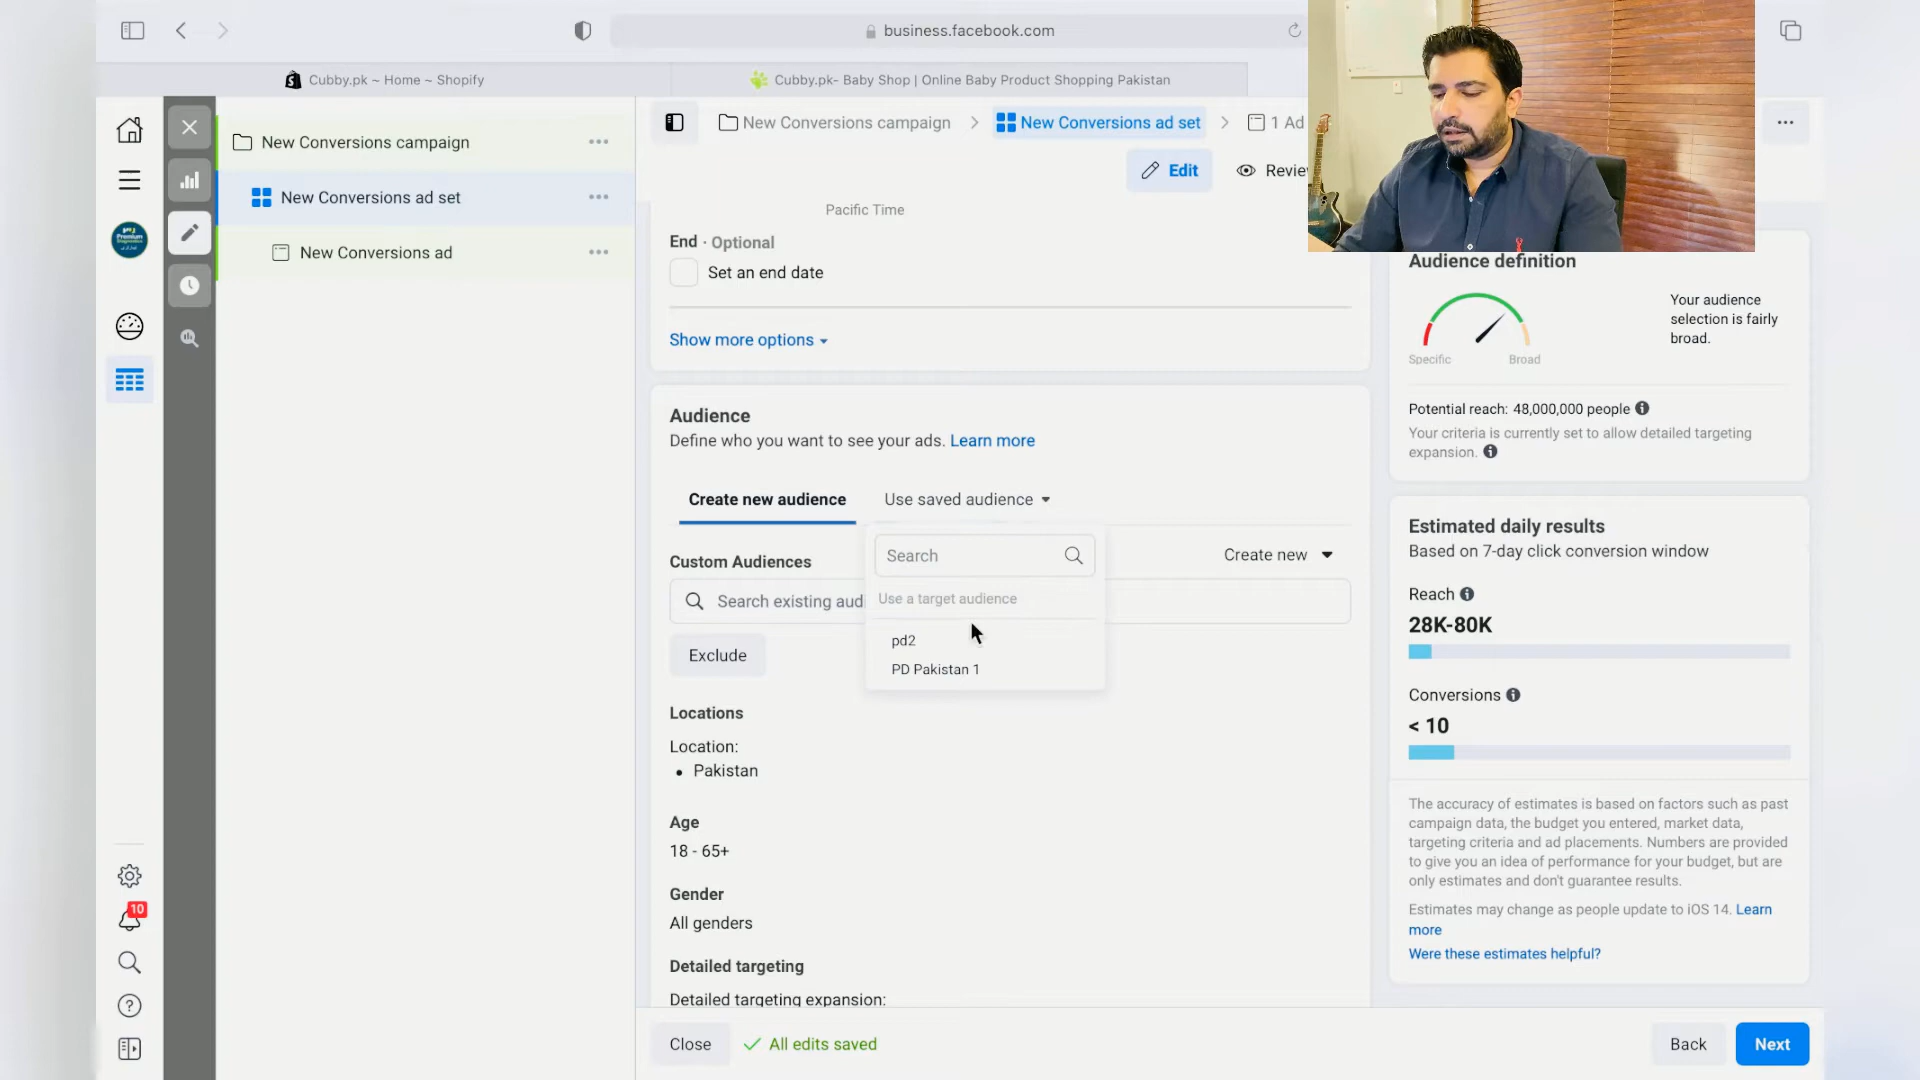 business.facebook.com
Cubby.pk ~ Home ~ Shopify
Cubby.pk- Baby Shop | Online Baby Product Shopping Pakistan
New Conversions campaign
New Conversions ad set
New Conversions ad
New Conversions campaign
New Conversions ad set
1 Ad
Edit
Review
Pacific Time
End · Optional
Set an end date
Show more options
Audience
Define who you want to see your ads. Learn more
Create new audience
Use saved audience
Search
Use a target audience
pd2
PD Pakistan 1
Custom Audiences
Create new
Search existing audi
Exclude
Locations
Location:
• Pakistan
Age
18 - 65+
Gender
All genders
Detailed targeting
Detailed targeting expansion:
Close
All edits saved
Back
Next
Audience definition
Specific
Broad
Your audience
selection is fairly
broad.
Potential reach: 48,000,000 people
Your criteria is currently set to allow detailed targeting
expansion.
Estimated daily results
Based on 7-day click conversion window
Reach
28K-80K
Conversions
< 10
The accuracy of estimates is based on factors such as past
campaign data, the budget you entered, market data,
targeting criteria and ad placements. Numbers are provided
to give you an idea of performance for your budget, but are
only estimates and don't guarantee results.
Estimates may change as people update to iOS 14. Learn
more
Were these estimates helpful?
10